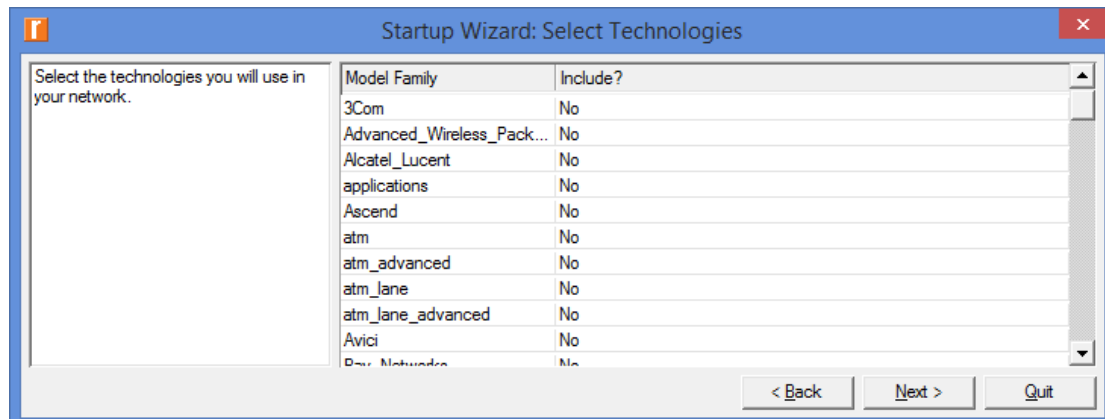 r
Startup Wizard: Select Technologies
x
Select the technologies you will use in
your network.
Model Family Include?
3Com No
Advanced_Wireless_Pack... No
Alcatel_Lucent No
applications No
Ascend No
atm No
atm_advanced No
atm_lane No
atm_lane_advanced No
Avici No
Bay_Networks No
< Back Next > Quit